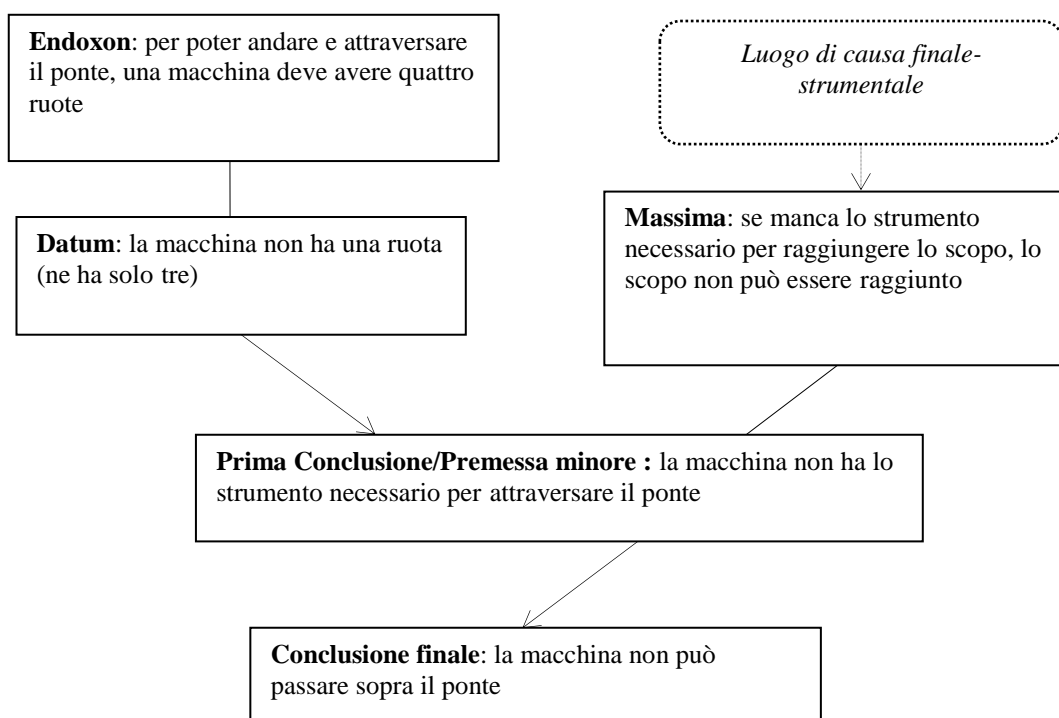 Endoxon: per poter andare e attraversare
il ponte, una macchina deve avere quattro
ruote
Luogo di causa finale-
strumentale
Datum: la macchina non ha una ruota
(ne ha solo tre)
Massima: se manca lo strumento
necessario per raggiungere lo scopo, lo
scopo non può essere raggiunto
Prima Conclusione/Premessa minore : la macchina non ha lo
strumento necessario per attraversare il ponte
Conclusione finale: la macchina non può
passare sopra il ponte